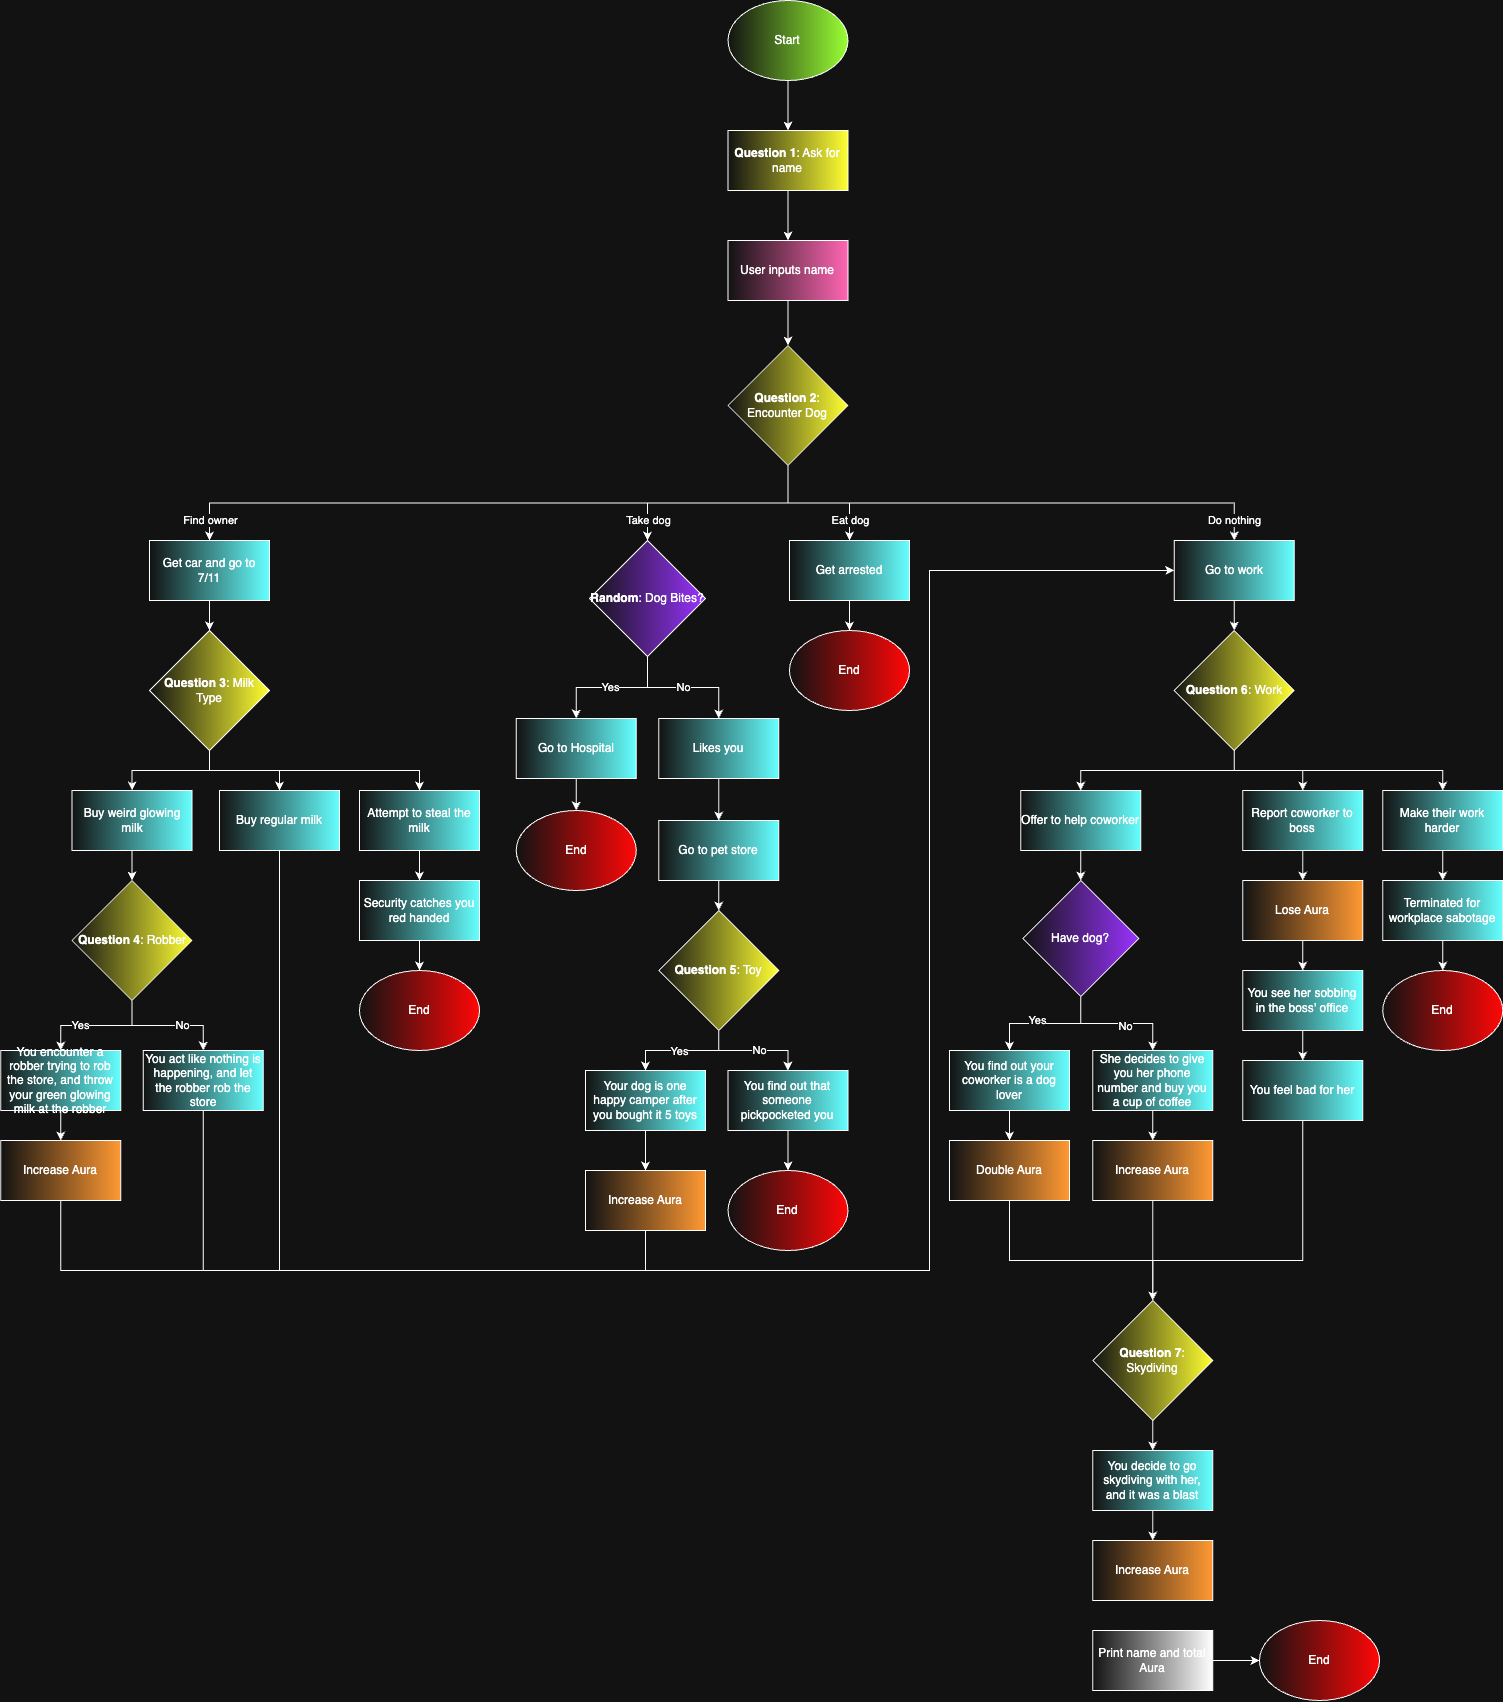 Start
Question 1: Ask for
name
User inputs name
Question 2:
Encounter Dog
Find owner
Take dog
Eat dog
Do nothing
Get car and go to
7/11
Random: Dog Bites?
Get arrested
Go to work
End
Question 3: Milk
Type
Question 6: Work
Yes
No
Go to Hospital
Likes you
Buy weird glowing
milk
Buy regular milk
Attempt to steal the
milk
End
Go to pet store
Offer to help coworker
Report coworker to
boss
Make their work
harder
Question 4: Robber
Security catches you
red handed
Question 5: Toy
Have dog?
Lose Aura
Terminated for
workplace sabotage
End
You see her sobbing
in the boss' office
End
Yes
No
Yes
No
Yes
No
You encounter a
robber trying to rob
the store, and throw
your green glowing
milk at the robber
You act like nothing is
happening, and let
the robber rob the
store
Your dog is one
happy camper after
you bought it 5 toys
You find out that
someone
pickpocketed you
You find out your
coworker is a dog
lover
She decides to give
you her phone
number and buy you
a cup of coffee
You feel bad for her
Increase Aura
Increase Aura
End
Double Aura
Increase Aura
Question 7:
Skydiving
You decide to go
skydiving with her,
and it was a blast
Increase Aura
Print name and total
Aura
End